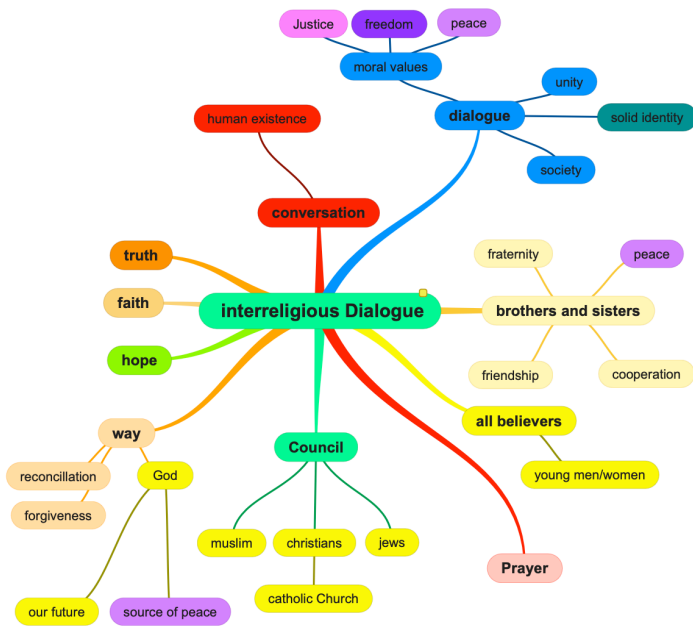 Justice
freedom
peace
moral values
unity
dialogue
solid identity
human existence
society
conversation
truth
fraternity
peace
faith
interreligious Dialogue
brothers and sisters
hope
friendship
cooperation
all believers
way
Council
reconcillation
God
young men/women
forgiveness
muslim
christians
jews
Prayer
catholic Church
our future
source of peace